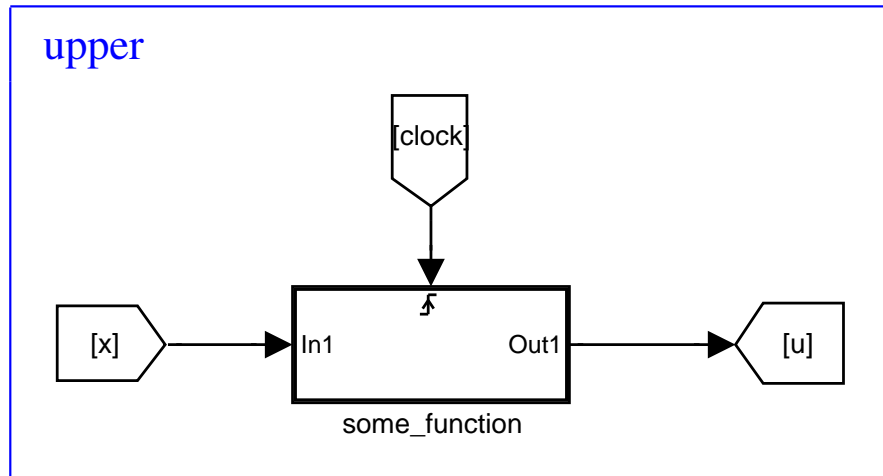 upper
[clock]
[x]
In1
Out1
[u]
some_function